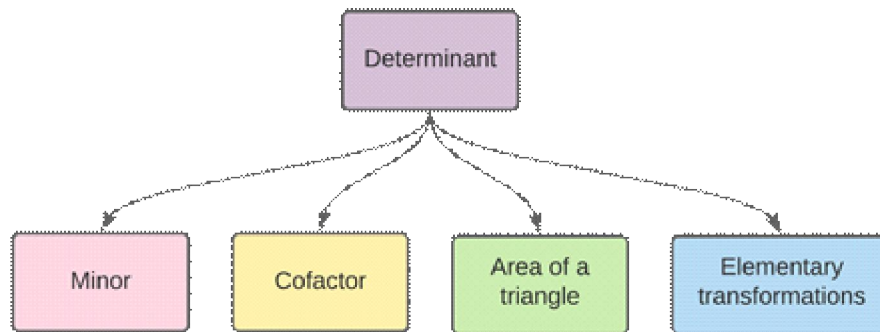 Determinant
Minor
Cofactor
Area of a
triangle
Elementary
transformations